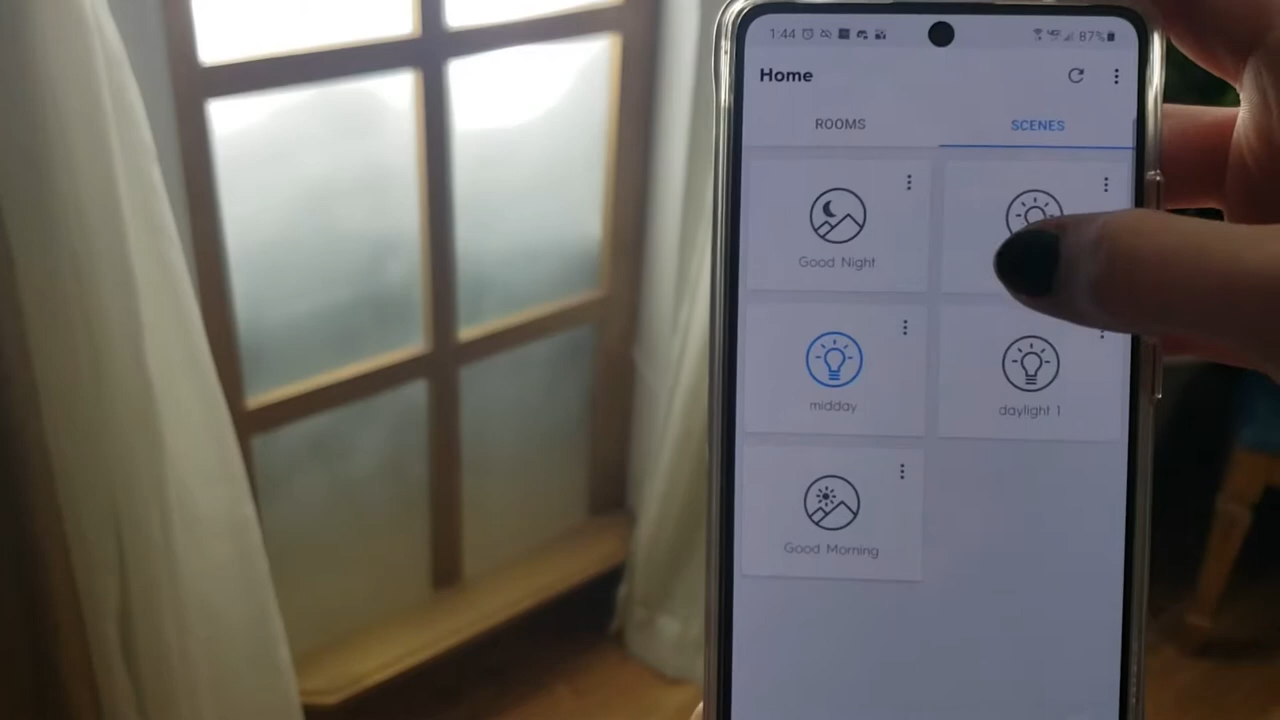 1:44 87%
Home
ROOMS SCENES
Good Night
midday daylight 1
Good Morning